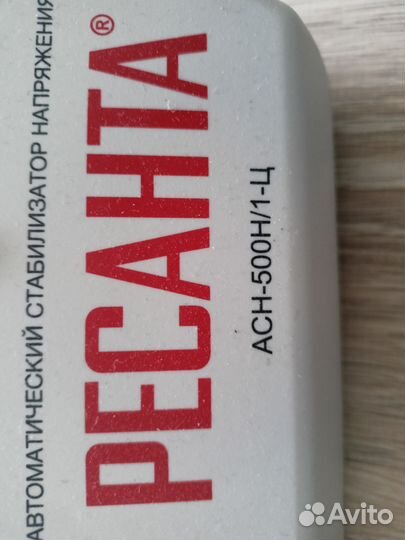 АВТОМАТИЧЕСКИЙ СТАБИЛИЗАТОР НАПРЯЖЕНИЯ
РЕСАНТА®
АСН-500Н/1-Ц
Avito